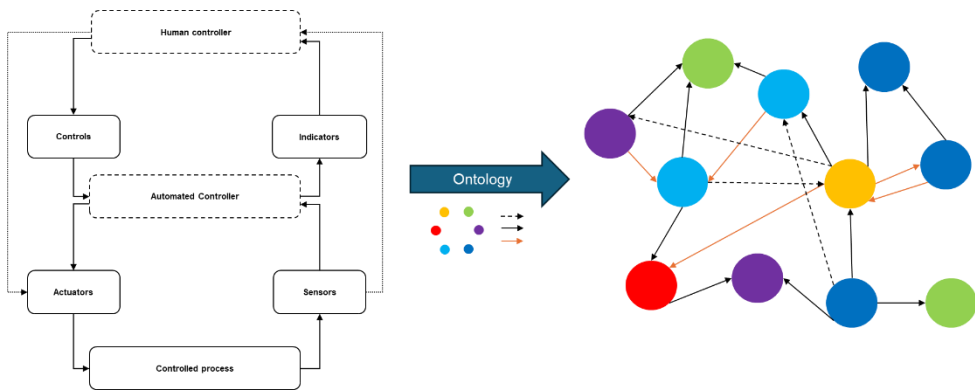 Human controller
Controls
Indicators
Automated Controller
Ontology
Actuators
Sensors
Controlled process